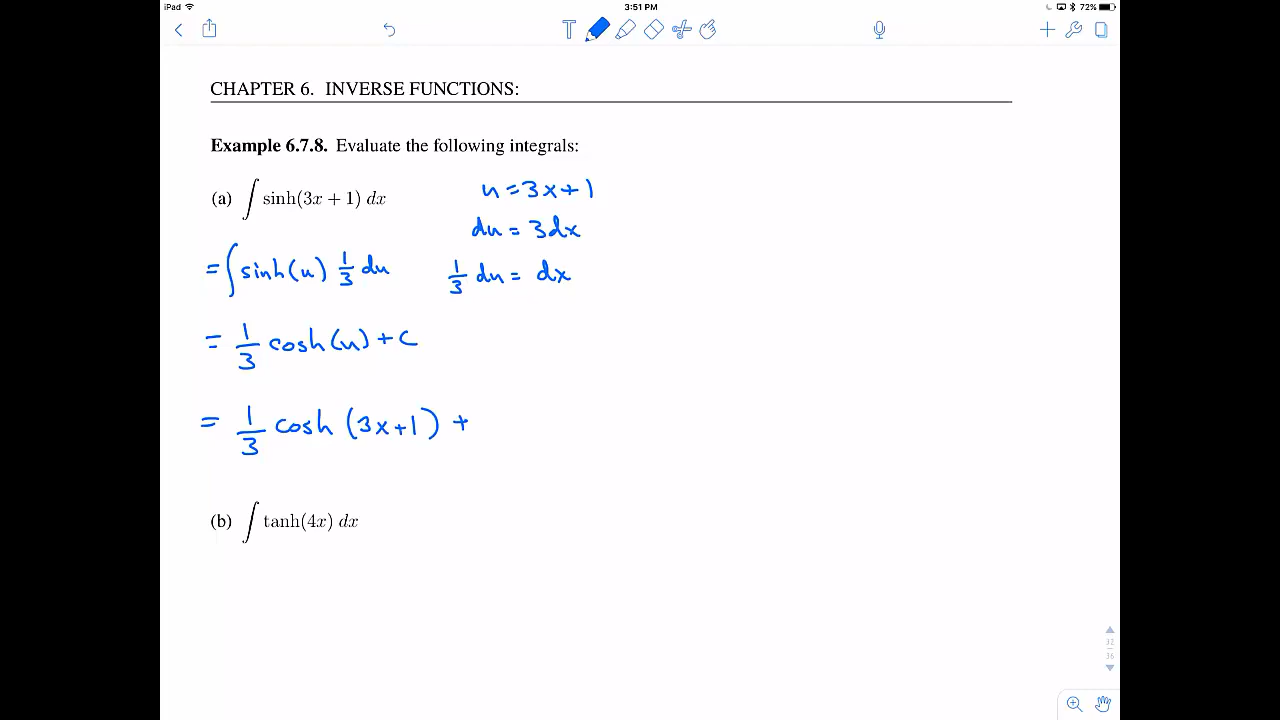 iPad 3:51 PM 72%
T
CHAPTER 6. INVERSE FUNCTIONS:
Example 6.7.8. Evaluate the following integrals:
(a) ∫ sinh(3x + 1) dx u = 3x + 1
du = 3dx
= ∫ sinh(u) 1/3 du 1/3 du = dx
= 1/3 cosh(u) + C
= 1/3 cosh (3x+1) +
(b) ∫ tanh(4x) dx
32
36